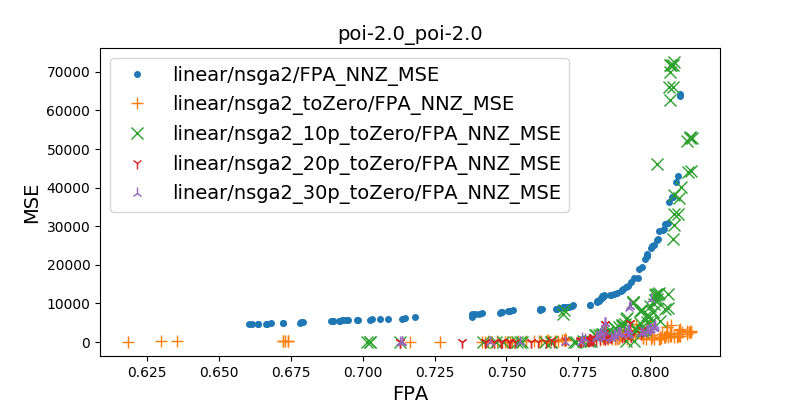 poi-2.0_poi-2.0
linear/nsga2/FPA_NNZ_MSE
linear/nsga2_toZero/FPA_NNZ_MSE
linear/nsga2_10p_toZero/FPA_NNZ_MSE
linear/nsga2_20p_toZero/FPA_NNZ_MSE
linear/nsga2_30p_toZero/FPA_NNZ_MSE
MSE
70000
60000
50000
40000
30000
20000
10000
0
0.625 0.650 0.675 0.700 0.725 0.750 0.775 0.800
FPA